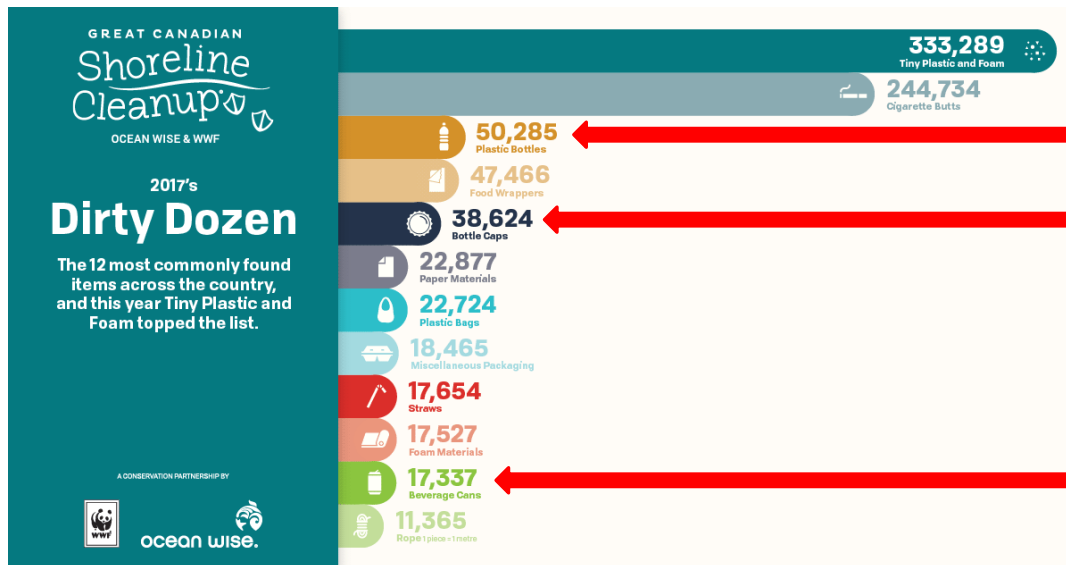 GREAT CANADIAN
Shoreline
Cleanup
OCEAN WISE & WWF
2017's
Dirty Dozen
The 12 most commonly found
items across the country,
and this year Tiny Plastic and
Foam topped the list.
A CONSERVATION PARTNERSHIP BY
WWF
ocean wise.
333,289
Tiny Plastic and Foam
244,734
Cigarette Butts
50,285
Plastic Bottles
47,466
Food Wrappers
38,624
Bottle Caps
22,877
Paper Materials
22,724
Plastic Bags
18,465
Miscellaneous Packaging
17,654
Straws
17,527
Foam Materials
17,337
Beverage Cans
11,365
Rope 1 piece = 1 metre